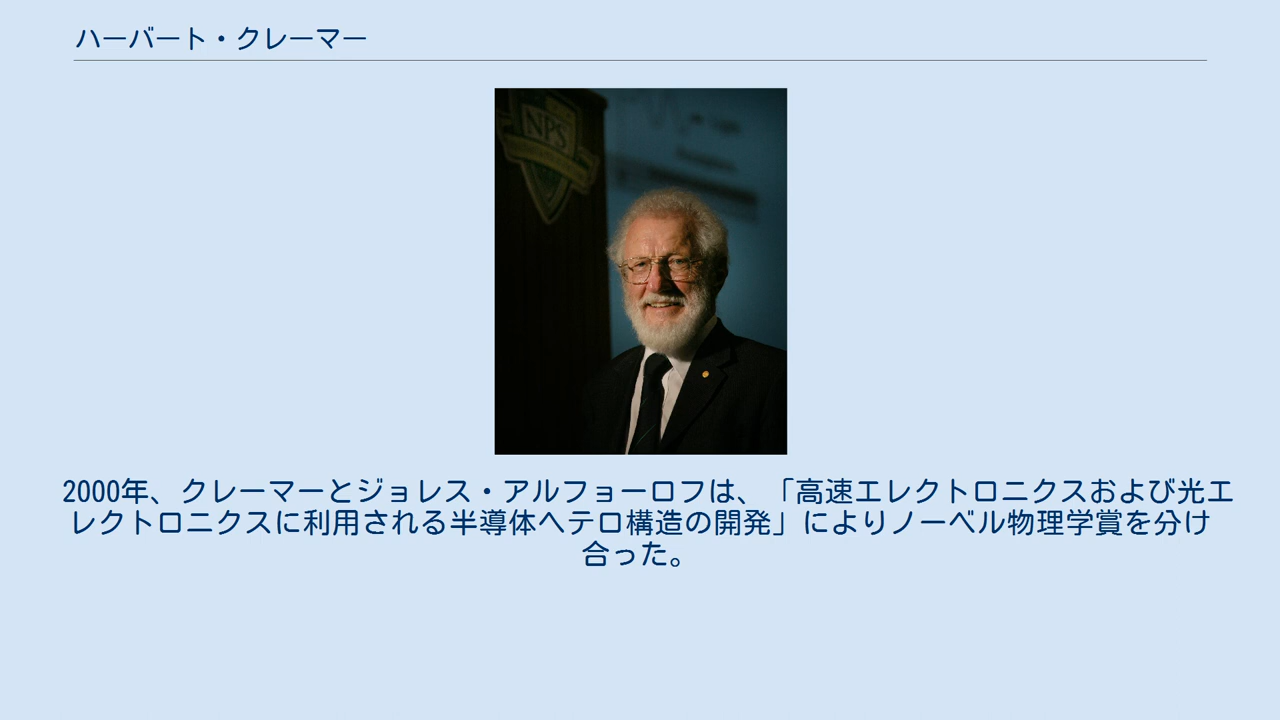 ハーバート・クレーマー
NPS
2000年、クレーマーとジョレス・アルフョーロフは、「高速エレクトロニクスおよび光エ
レクトロニクスに利用される半導体ヘテロ構造の開発」によりノーベル物理学賞を分け
合った。